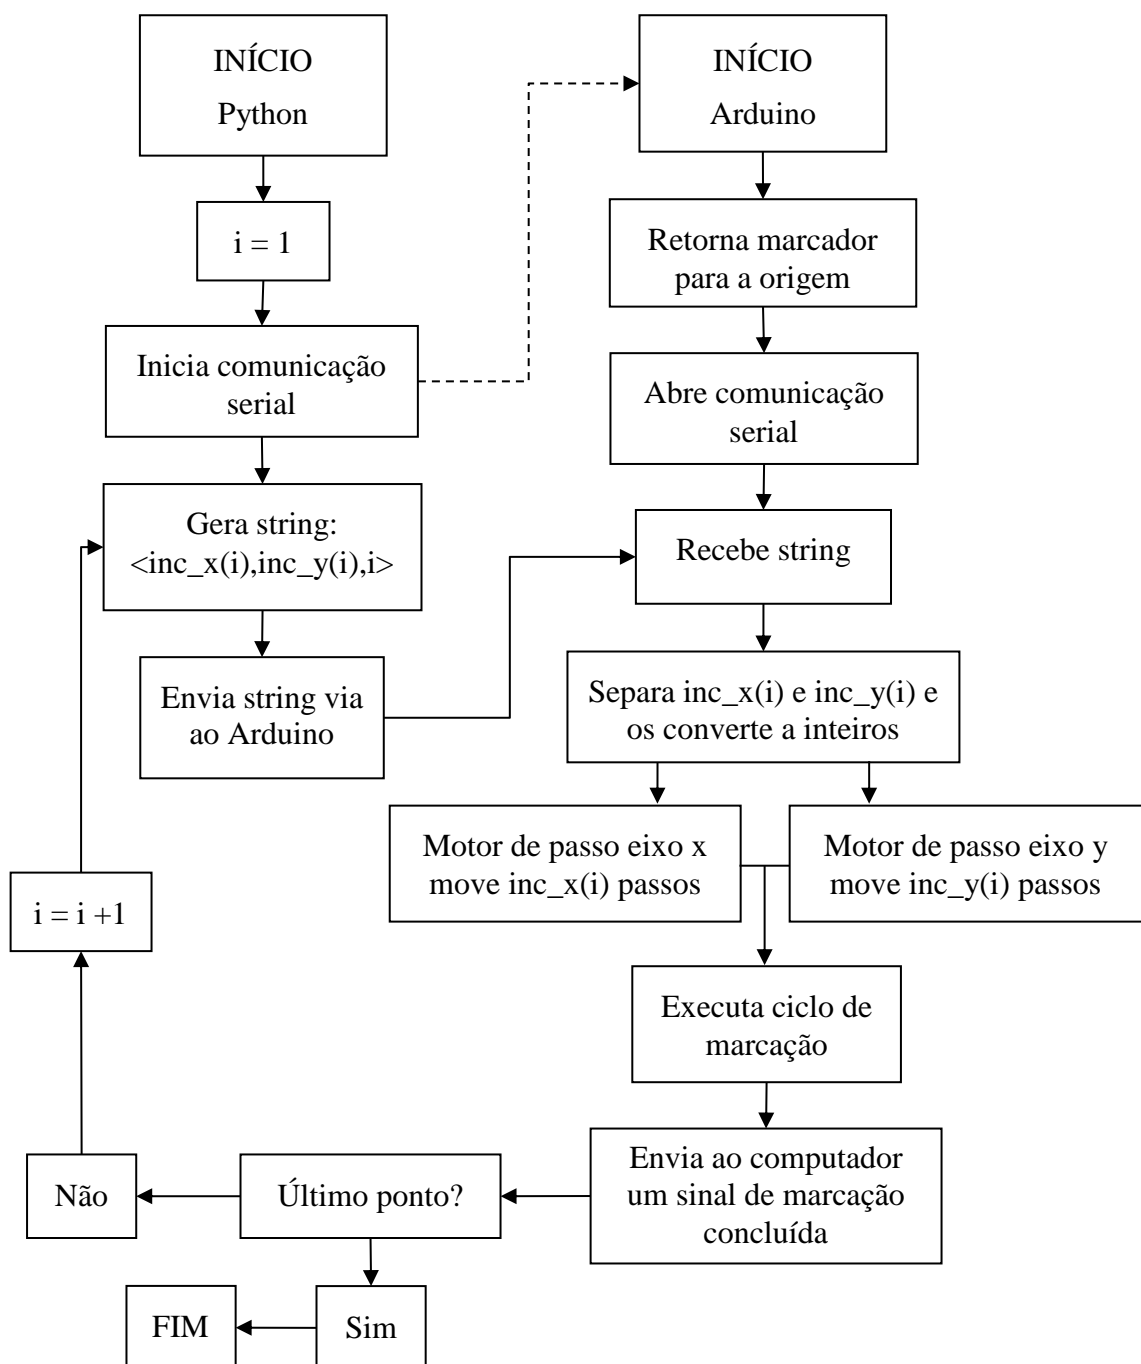 INÍCIO
Python
i = 1
Inicia comunicação
serial
Gera string:
<inc_x(i),inc_y(i),i>
Envia string via
ao Arduino
INÍCIO
Arduino
Retorna marcador
para a origem
Abre comunicação
serial
Recebe string
Separa inc_x(i) e inc_y(i) e
os converte a inteiros
Motor de passo eixo x
move inc_x(i) passos
Motor de passo eixo y
move inc_y(i) passos
Executa ciclo de
marcação
Envia ao computador
um sinal de marcação
concluída
Último ponto?
Não
i = i +1
Sim
FIM